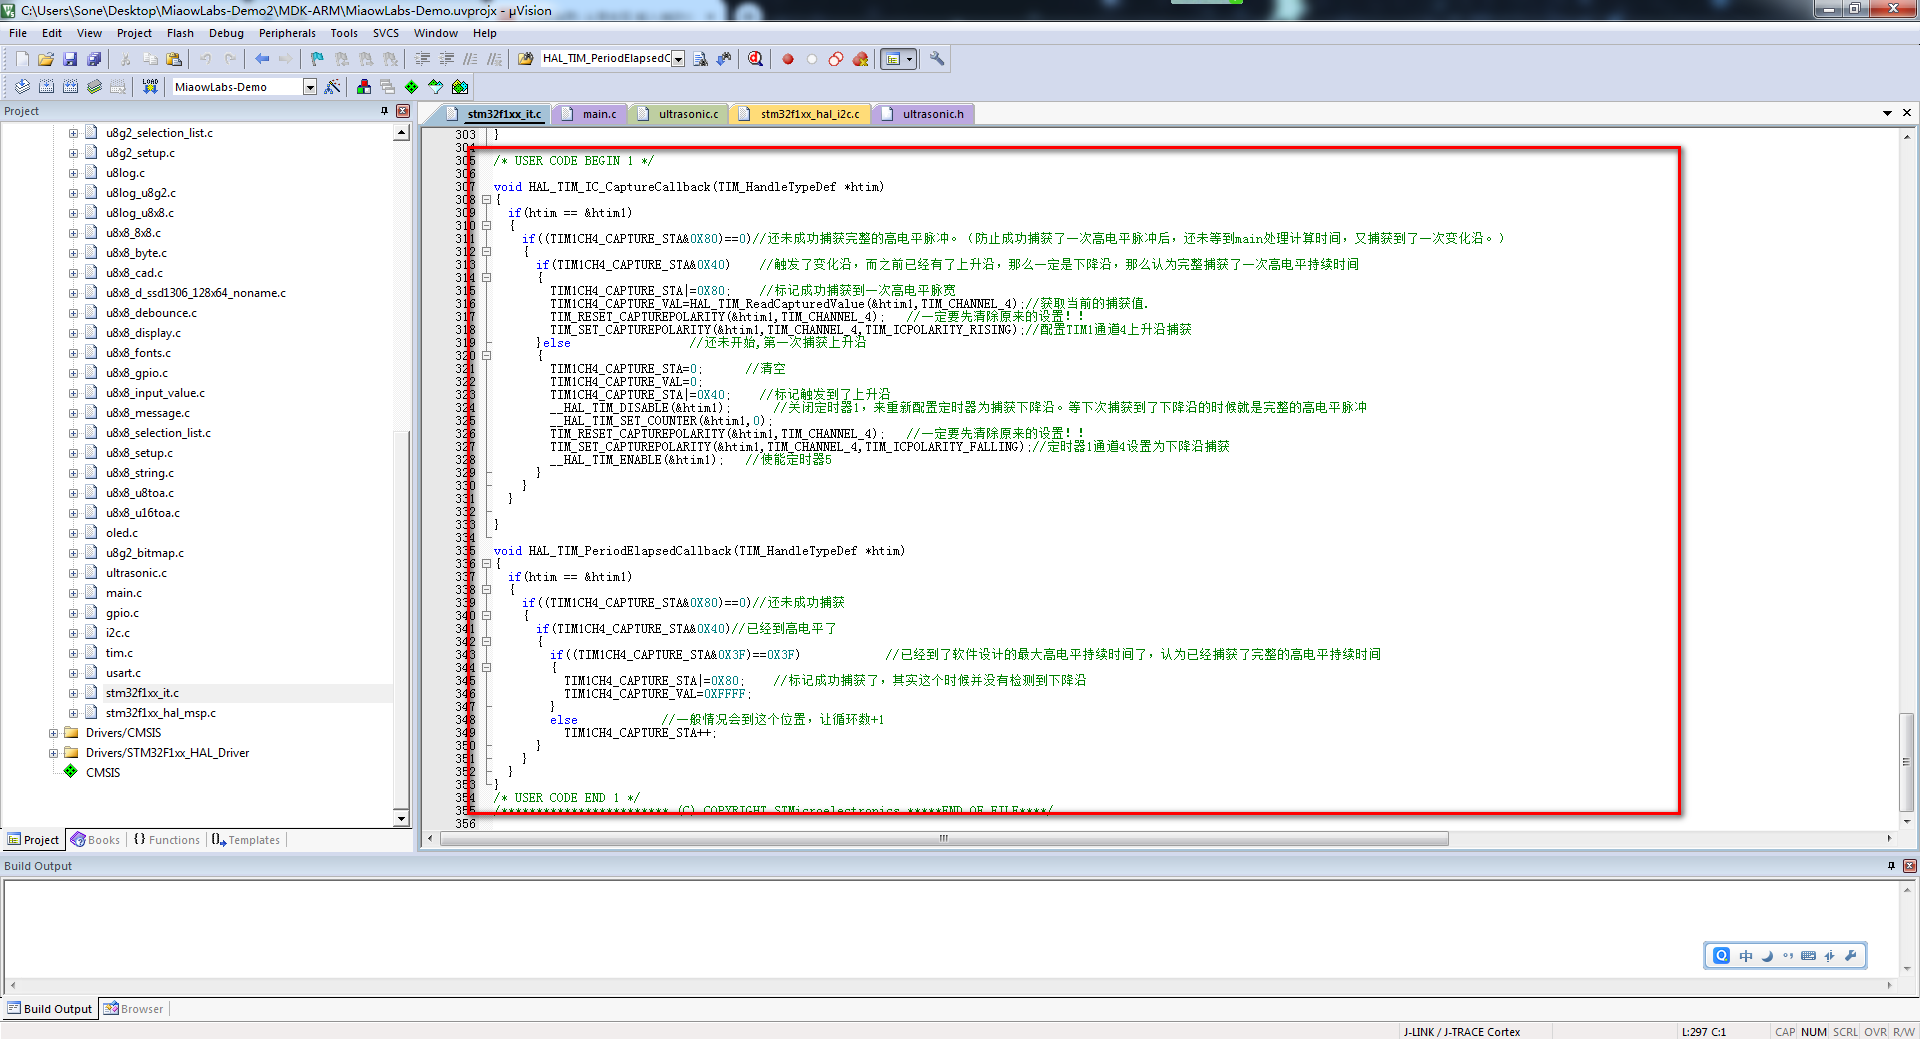 C:\Users\Sone\Desktop\MiaowLabs-Demo2\MDK-ARM\MiaowLabs-Demo.uvprojx - µVision
File Edit View Project Flash Debug Peripherals Tools SVCS Window Help
HAL_TIM_PeriodElapsedC
LOAD MiaowLabs-Demo
Project
u8g2_selection_list.c
u8g2_setup.c
u8log.c
u8log_u8g2.c
u8log_u8x8.c
u8x8_8x8.c
u8x8_byte.c
u8x8_cad.c
u8x8_d_ssd1306_128x64_noname.c
u8x8_debounce.c
u8x8_display.c
u8x8_fonts.c
u8x8_gpio.c
u8x8_input_value.c
u8x8_message.c
u8x8_selection_list.c
u8x8_setup.c
u8x8_string.c
u8x8_u8toa.c
u8x8_u16toa.c
oled.c
u8g2_bitmap.c
ultrasonic.c
main.c
gpio.c
i2c.c
tim.c
usart.c
stm32f1xx_it.c
stm32f1xx_hal_msp.c
Drivers/CMSIS
Drivers/STM32F1xx_HAL_Driver
CMSIS
Project Books {} Functions Templates
stm32f1xx_it.c main.c ultrasonic.c stm32f1xx_hal_i2c.c ultrasonic.h
303 }
304
305 /* USER CODE BEGIN 1 */
306
307 void HAL_TIM_IC_CaptureCallback(TIM_HandleTypeDef *htim)
308 {
309 if(htim == &htim1)
310 {
311 if((TIM1CH4_CAPTURE_STA&0X80)==0)//还未成功捕获完整的高电平脉冲。（防止成功捕获了一次高电平脉冲后，还未等到main处理计算时间，又捕获到了一次变化沿。）
312 {
313 if(TIM1CH4_CAPTURE_STA&0X40) //触发了变化沿，而之前已经有了上升沿，那么一定是下降沿，那么认为完整捕获了一次高电平持续时间
314 {
315 TIM1CH4_CAPTURE_STA|=0X80; //标记成功捕获到一次高电平脉宽
316 TIM1CH4_CAPTURE_VAL=HAL_TIM_ReadCapturedValue(&htim1,TIM_CHANNEL_4);//获取当前的捕获值.
317 TIM_RESET_CAPTUREPOLARITY(&htim1,TIM_CHANNEL_4); //一定要先清除原来的设置！！
318 TIM_SET_CAPTUREPOLARITY(&htim1,TIM_CHANNEL_4,TIM_ICPOLARITY_RISING);//配置TIM1通道4上升沿捕获
319 }else //还未开始,第一次捕获上升沿
320 {
321 TIM1CH4_CAPTURE_STA=0; //清空
322 TIM1CH4_CAPTURE_VAL=0;
323 TIM1CH4_CAPTURE_STA|=0X40; //标记触发到了上升沿
324 __HAL_TIM_DISABLE(&htim1); //关闭定时器1，来重新配置定时器为捕获下降沿。等下次捕获到了下降沿的时候就是完整的高电平脉冲
325 __HAL_TIM_SET_COUNTER(&htim1,0);
326 TIM_RESET_CAPTUREPOLARITY(&htim1,TIM_CHANNEL_4); //一定要先清除原来的设置！！
327 TIM_SET_CAPTUREPOLARITY(&htim1,TIM_CHANNEL_4,TIM_ICPOLARITY_FALLING);//定时器1通道4设置为下降沿捕获
328 __HAL_TIM_ENABLE(&htim1); //使能定时器5
329 }
330 }
331 }
332
333 }
334
335 void HAL_TIM_PeriodElapsedCallback(TIM_HandleTypeDef *htim)
336 {
337 if(htim == &htim1)
338 {
339 if((TIM1CH4_CAPTURE_STA&0X80)==0)//还未成功捕获
340 {
341 if(TIM1CH4_CAPTURE_STA&0X40)//已经到高电平了
342 {
343 if((TIM1CH4_CAPTURE_STA&0X3F)==0X3F) //已经到了软件设计的最大高电平持续时间了，认为已经捕获了完整的高电平持续时间
344 {
345 TIM1CH4_CAPTURE_STA|=0X80; //标记成功捕获了，其实这个时候并没有检测到下降沿
346 TIM1CH4_CAPTURE_VAL=0XFFFF;
347 }
348 else //一般情况会到这个位置，让循环数+1
349 TIM1CH4_CAPTURE_STA++;
350 }
351 }
352 }
353 }
354 /* USER CODE END 1 */
355 /************************ (C) COPYRIGHT STMicroelectronics *****END OF FILE****/
356
Build Output
中
Build Output Browser
J-LINK / J-TRACE Cortex L:297 C:1 CAP NUM SCRL OVR R/W